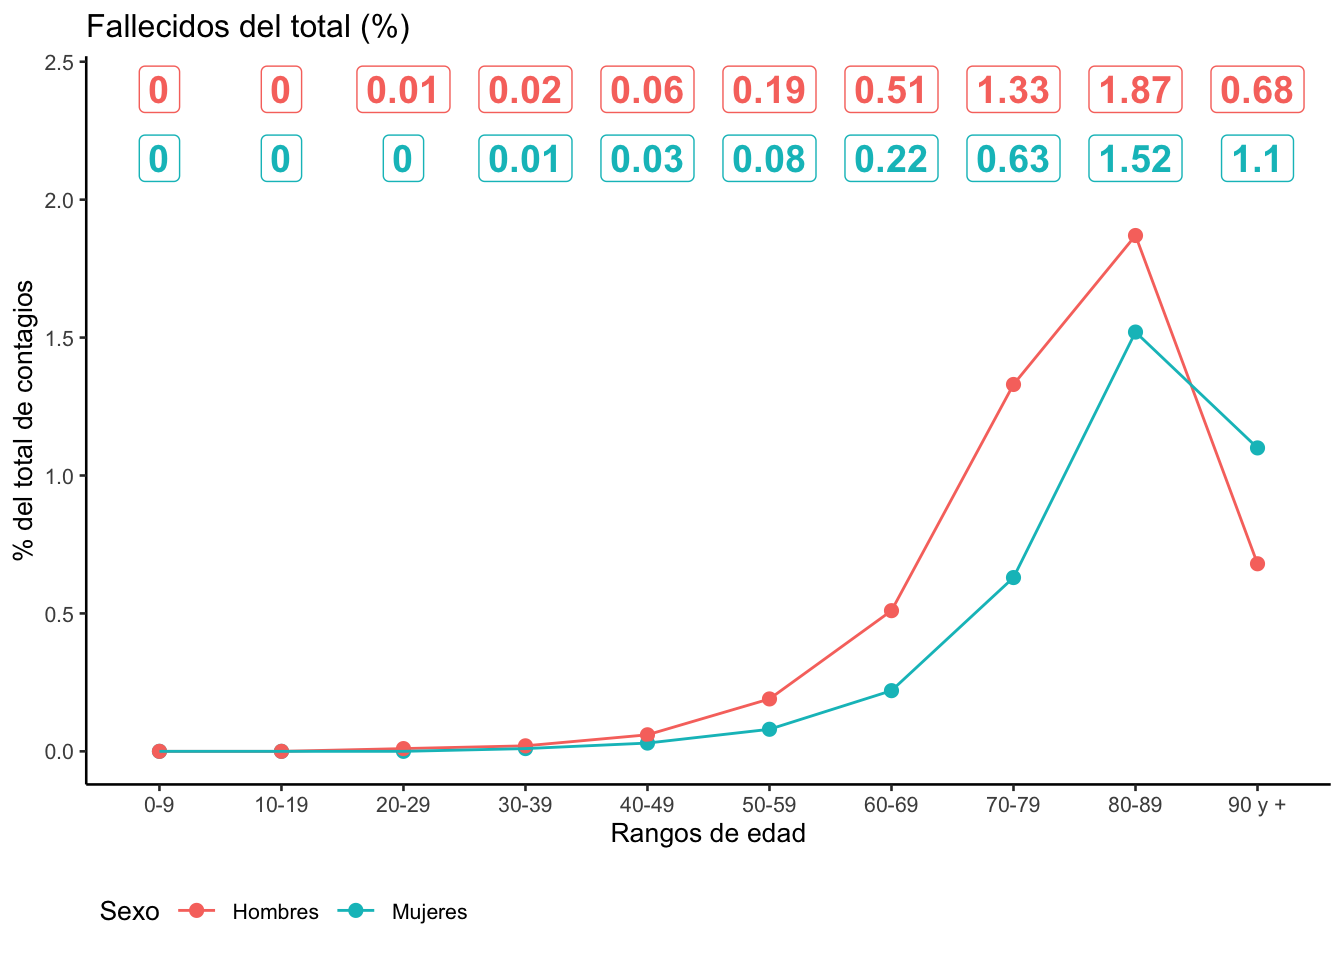 Fallecidos del total (%)
2.5
0 0 0.01 0.02 0.06 0.19 0.51 1.33 1.87 0.68
0 0 0 0.01 0.03 0.08 0.22 0.63 1.52 1.1
2.0
1.5
1.0
0.5
0.0
% del total de contagios
0-9 10-19 20-29 30-39 40-49 50-59 60-69 70-79 80-89 90 y +
Rangos de edad
Sexo Hombres Mujeres